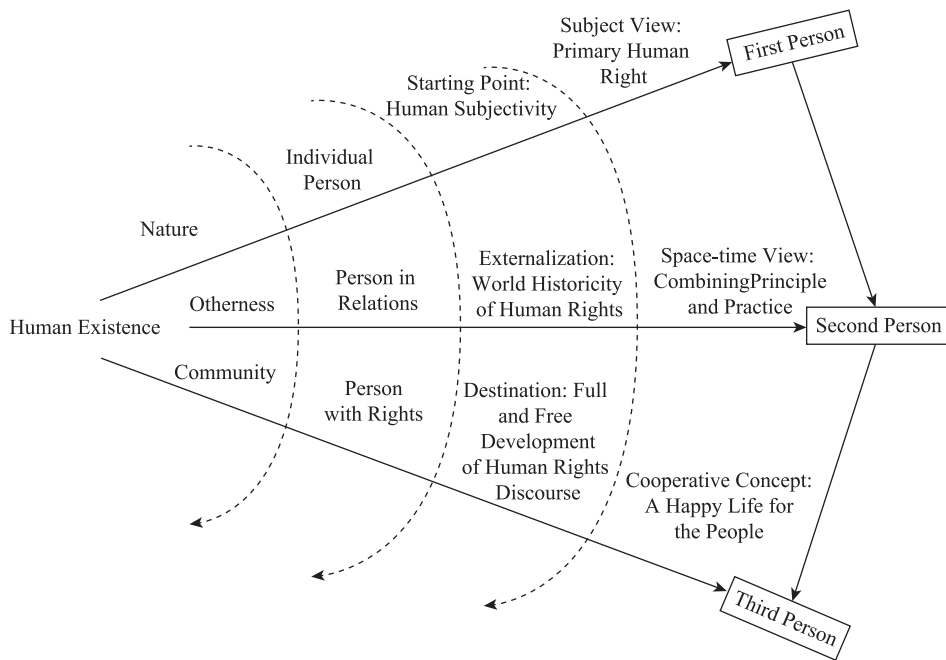 Subject View:
Primary Human
Right
First Person
Starting Point:
Human Subjectivity
Individual
Person
Nature
Person in
Relations
Externalization:
World Historicity
of Human Rights
Space-time View:
CombiningPrinciple
and Practice
Otherness
Human Existence
Second Person
Community
Person
with Rights
Destination: Full
and Free
Development
of Human Rights
Discourse
Cooperative Concept:
A Happy Life for
the People
Third Person